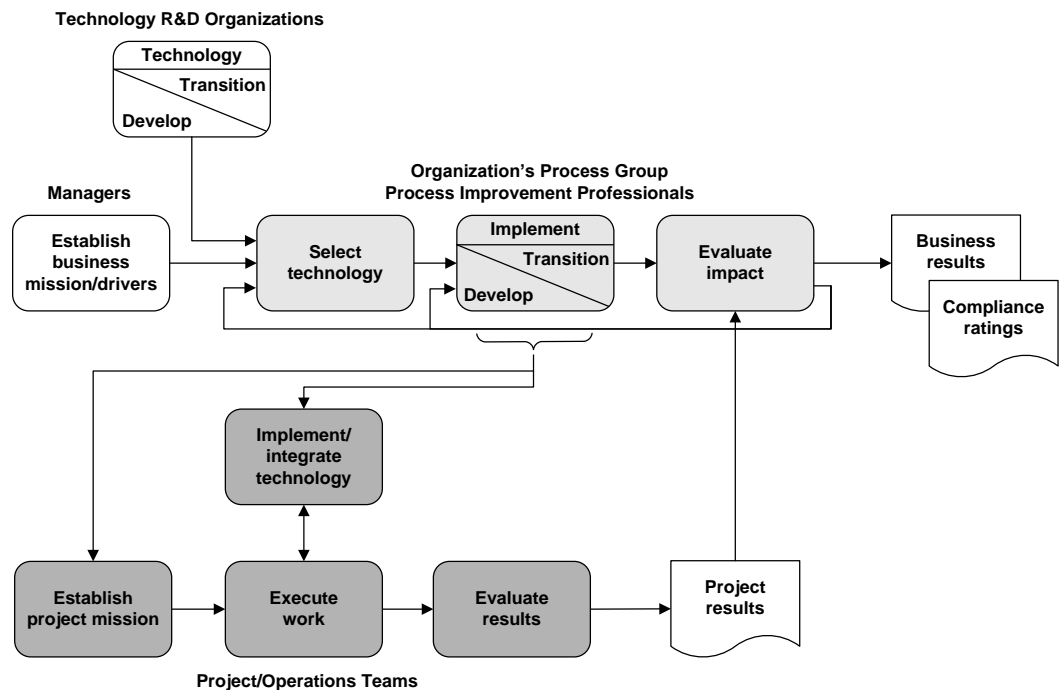 Technology R&D Organizations
Technology
Transition
Develop
Organization’s Process Group
Process Improvement Professionals
Managers
Establish
business
mission/drivers
Select
technology
Implement
Transition
Develop
Evaluate
impact
Business
results
Compliance
ratings
Implement/
integrate
technology
Establish
project mission
Execute
work
Evaluate
results
Project
results
Project/Operations Teams